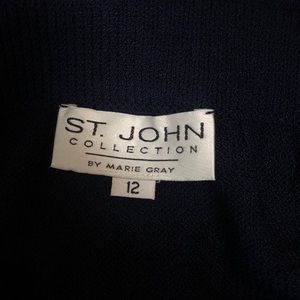 ST. JOHN
COLLECTION
BY MARIE GRAY
12